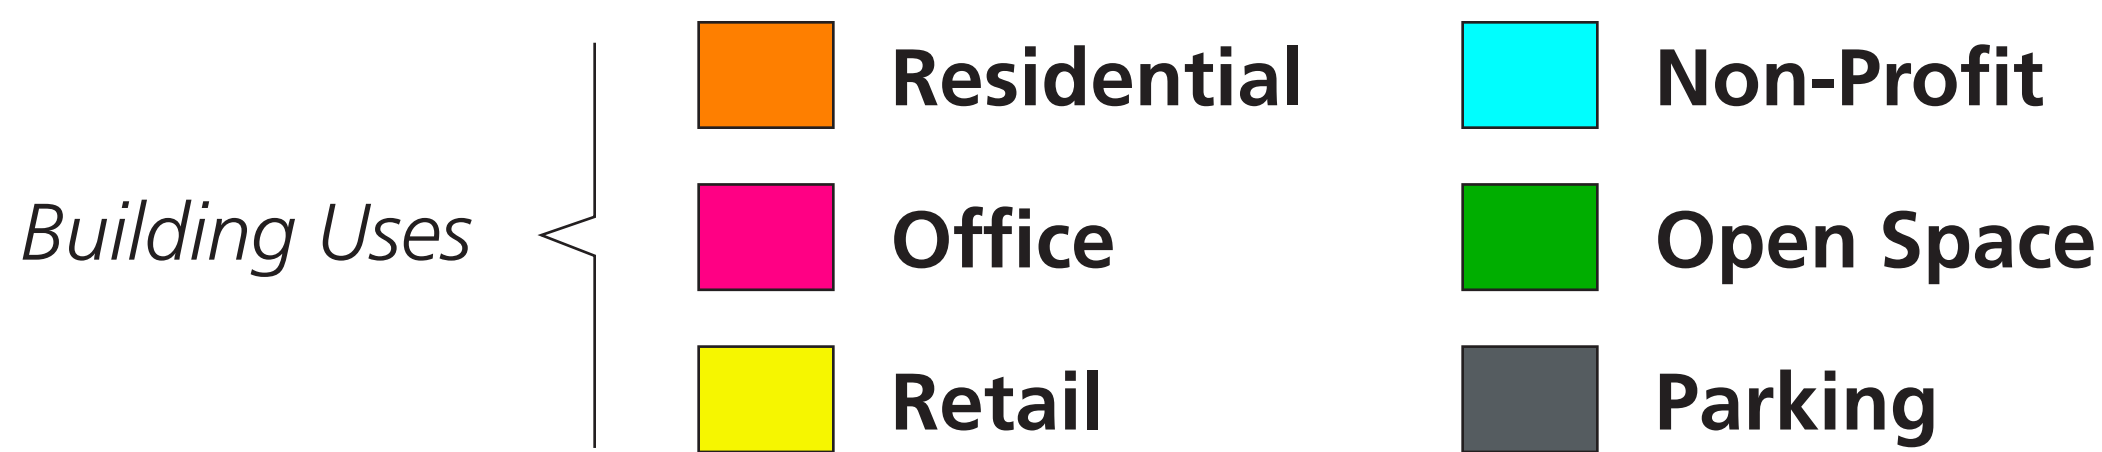 Building Uses
Residential
Office
Retail
Non-Profit
Open Space
Parking